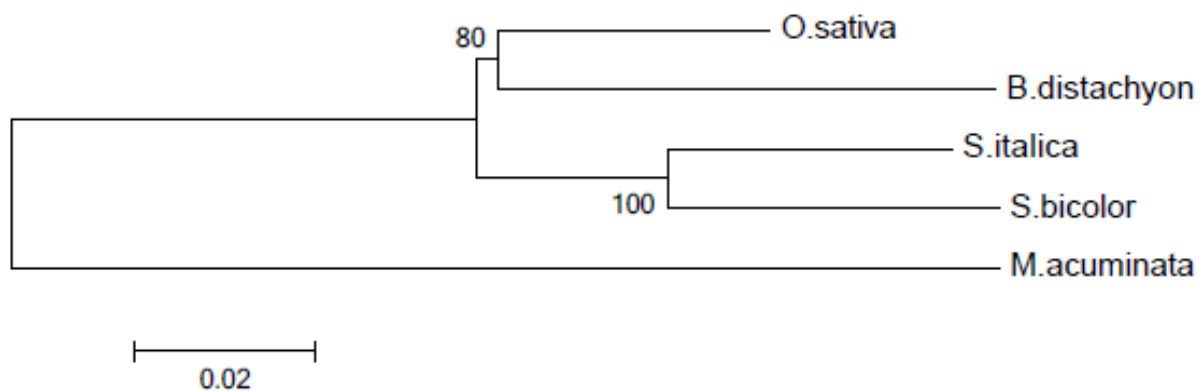 O.sativa
80
B.distachyon
S.italica
100
S.bicolor
M.acuminata
0.02